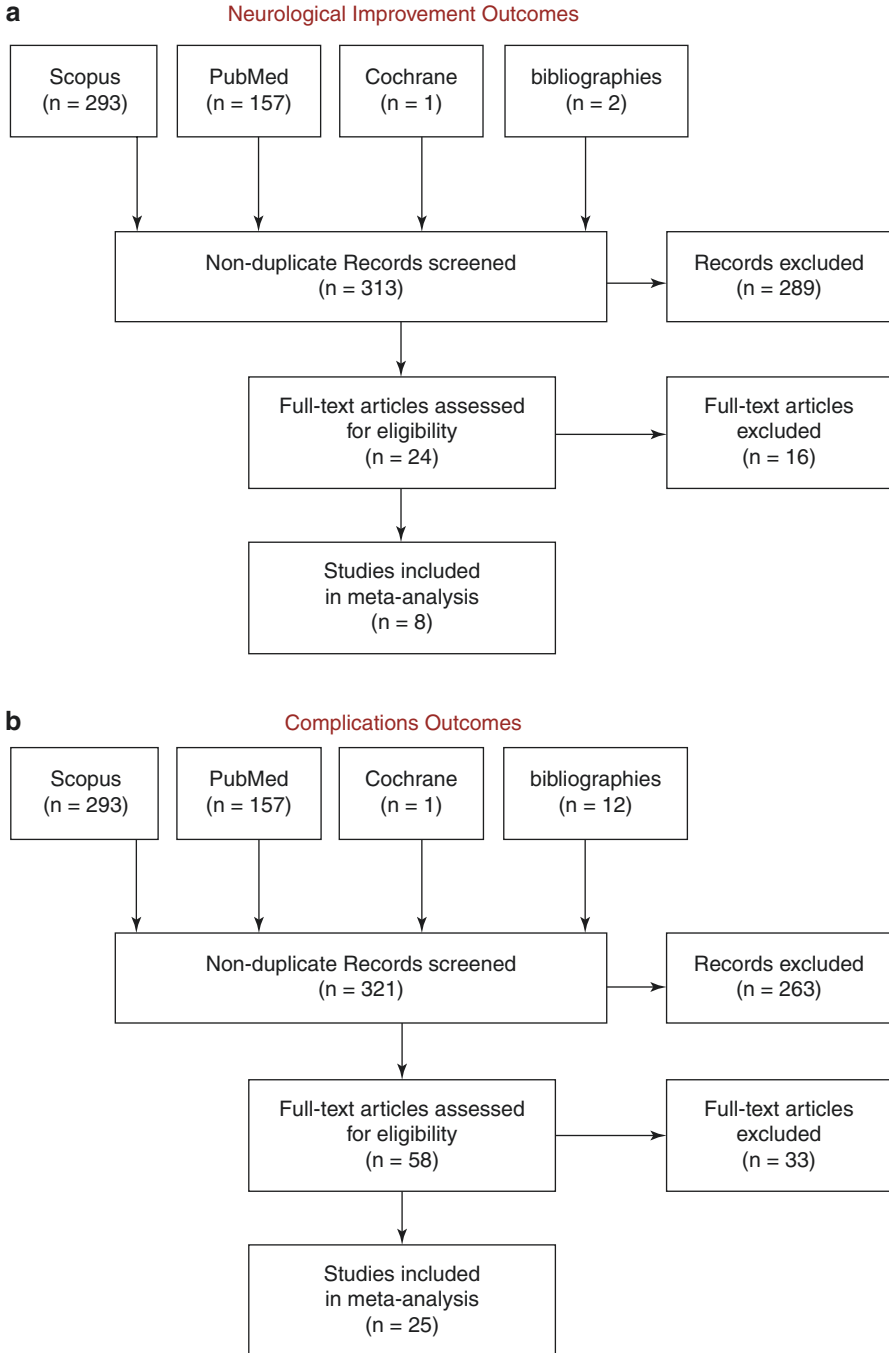 a
Neurological Improvement Outcomes
Scopus
(n = 293)
PubMed
(n = 157)
Cochrane
(n = 1)
bibliographies
(n = 2)
Non-duplicate Records screened
(n = 313)
Records excluded
(n = 289)
Full-text articles assessed
for eligibility
(n = 24)
Full-text articles
excluded
(n = 16)
Studies included
in meta-analysis
(n = 8)
b
Complications Outcomes
Scopus
(n = 293)
PubMed
(n = 157)
Cochrane
(n = 1)
bibliographies
(n = 12)
Non-duplicate Records screened
(n = 321)
Records excluded
(n = 263)
Full-text articles assessed
for eligibility
(n = 58)
Full-text articles
excluded
(n = 33)
Studies included
in meta-analysis
(n = 25)